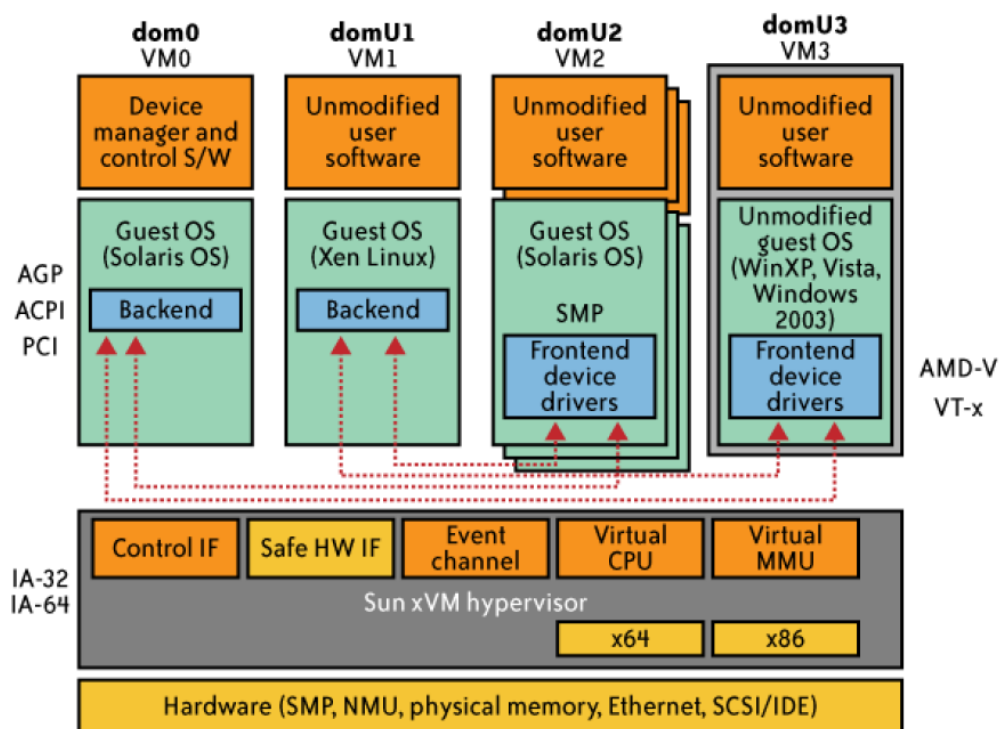 dom0
VM0
domU1
VM1
domU2
VM2
domU3
VM3
Device
manager and
control S/W
Unmodified
user
software
Unmodified
user
software
Unmodified
user
software
Guest OS
(Solaris OS)
Backend
Guest OS
(Xen Linux)
Backend
Guest OS
(Solaris OS)
SMP
Frontend
device
drivers
Unmodified
guest OS
(WinXP, Vista,
Windows
2003)
Frontend
device
drivers
AGP
ACPI
PCI
AMD-V
VT-x
Control IF
Safe HW IF
Event
channel
Virtual
CPU
Virtual
MMU
IA-32
IA-64
Sun xVM hypervisor
x64
x86
Hardware (SMP, NMU, physical memory, Ethernet, SCSI/IDE)